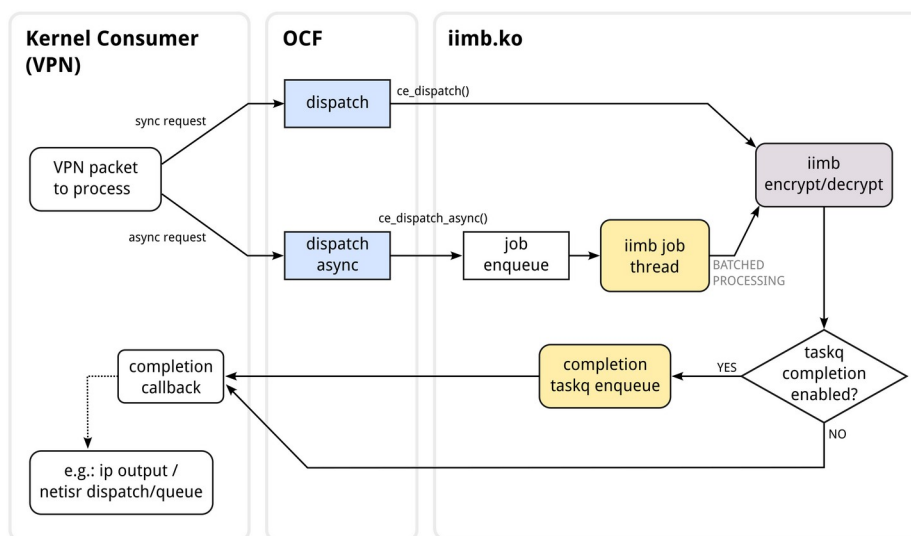 Kernel Consumer
(VPN)
OCF
iimb.ko
dispatch
ce_dispatch()
sync request
VPN packet
to process
iimb
encrypt/decrypt
async request
ce_dispatch_async()
dispatch
async
job
enqueue
iimb job
thread
BATCHED
PROCESSING
completion
callback
completion
taskq enqueue
YES
taskq
completion
enabled?
NO
e.g.: ip output /
netisr dispatch/queue